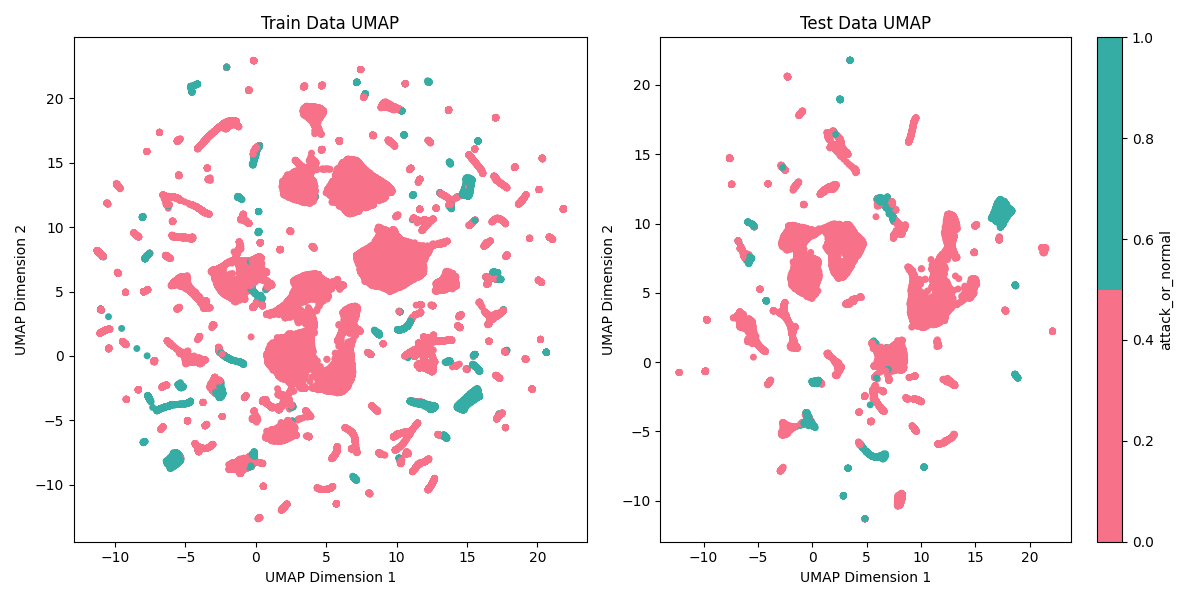 Train Data UMAP
Test Data UMAP
UMAP Dimension 2
20
15
10
5
0
−5
−10
−10 −5 0 5 10 15 20
UMAP Dimension 1
UMAP Dimension 2
20
15
10
5
0
−5
−10
−10 −5 0 5 10 15 20
UMAP Dimension 1
1.0
0.8
0.6
0.4
0.2
0.0
attack_or_normal